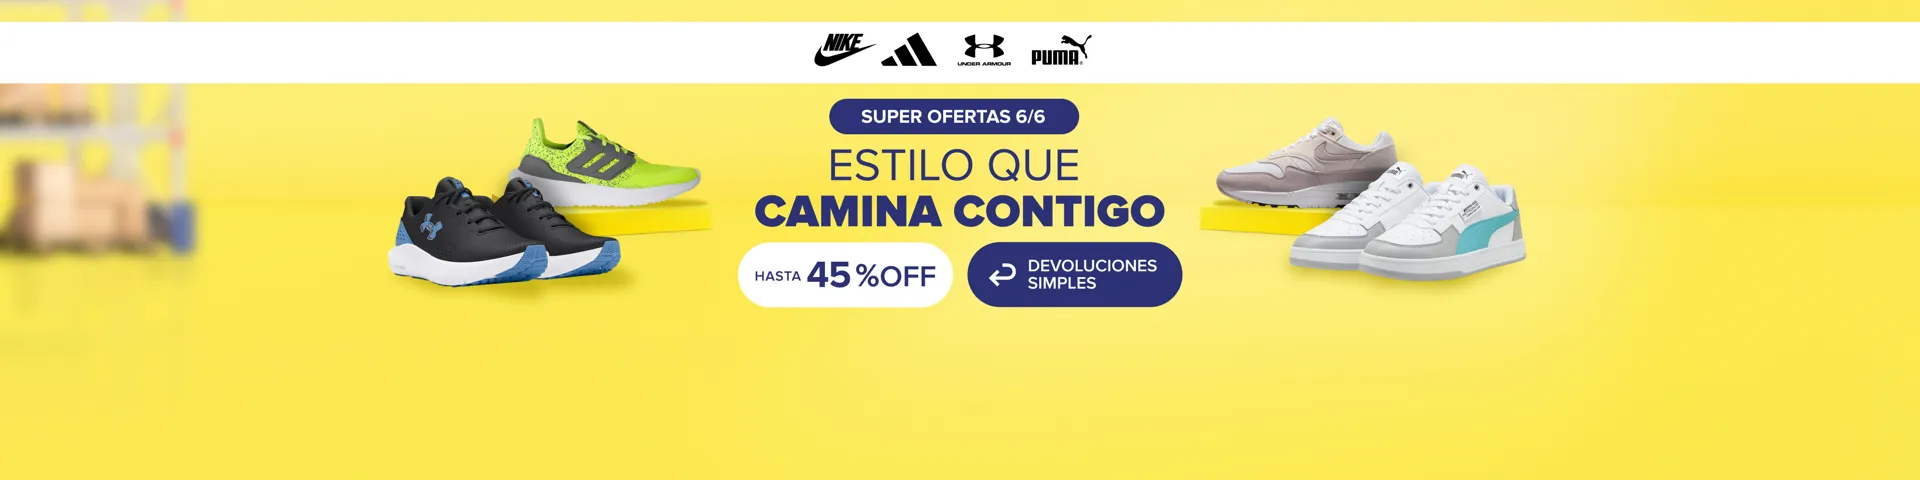 NIKE
UNDER ARMOUR
PUMA
SUPER OFERTAS 6/6
ESTILO QUE
CAMINA CONTIGO
HASTA 45%OFF
DEVOLUCIONES
SIMPLES